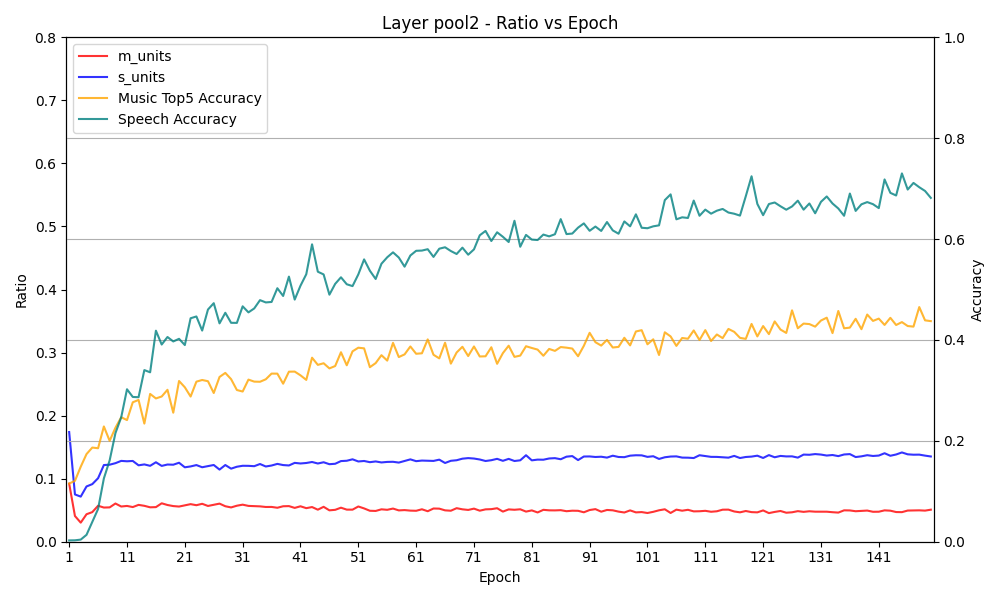 Layer pool2 - Ratio vs Epoch
m_units
s_units
Music Top5 Accuracy
Speech Accuracy
Ratio
0.8
0.7
0.6
0.5
0.4
0.3
0.2
0.1
0.0
1.0
0.8
0.6
0.4
0.2
0.0
Accuracy
1 11 21 31 41 51 61 71 81 91 101 111 121 131 141
Epoch